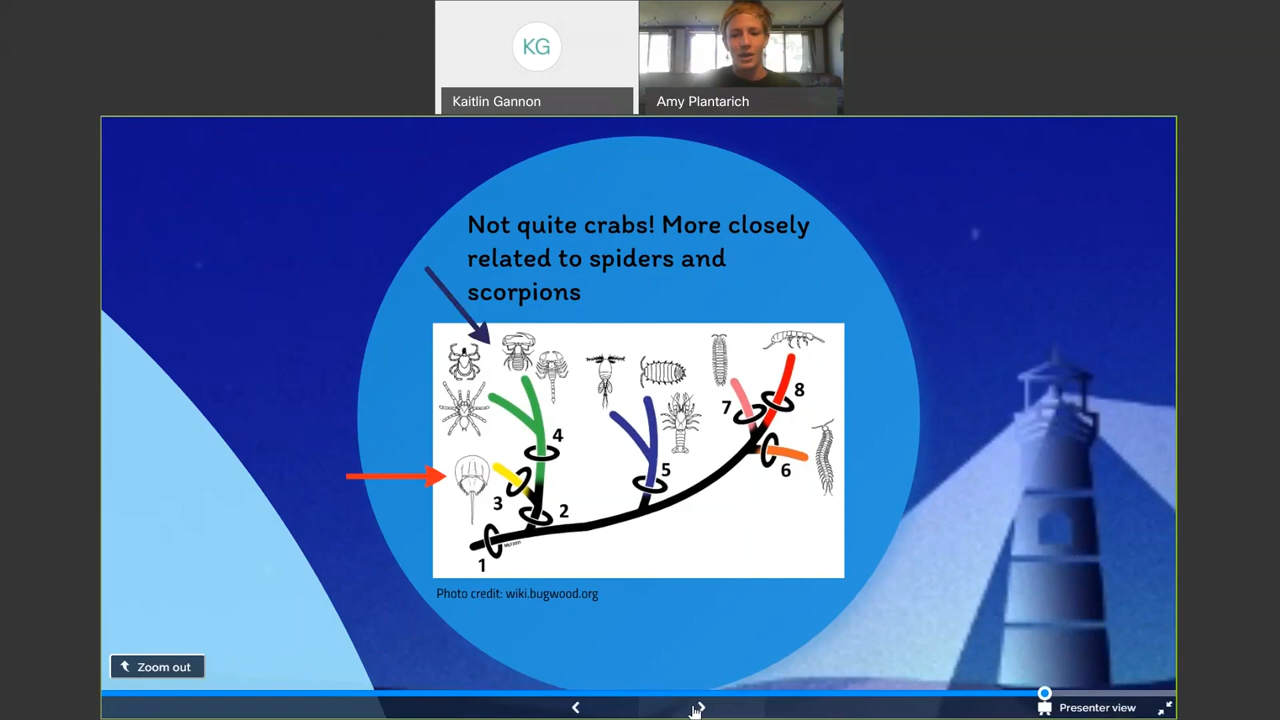 KG
Kaitlin Gannon
Amy Plantarich
Not quite crabs! More closely
related to spiders and
scorpions
4
3
2
1
5
7
8
6
Photo credit: wiki.bugwood.org
Zoom out
Presenter view